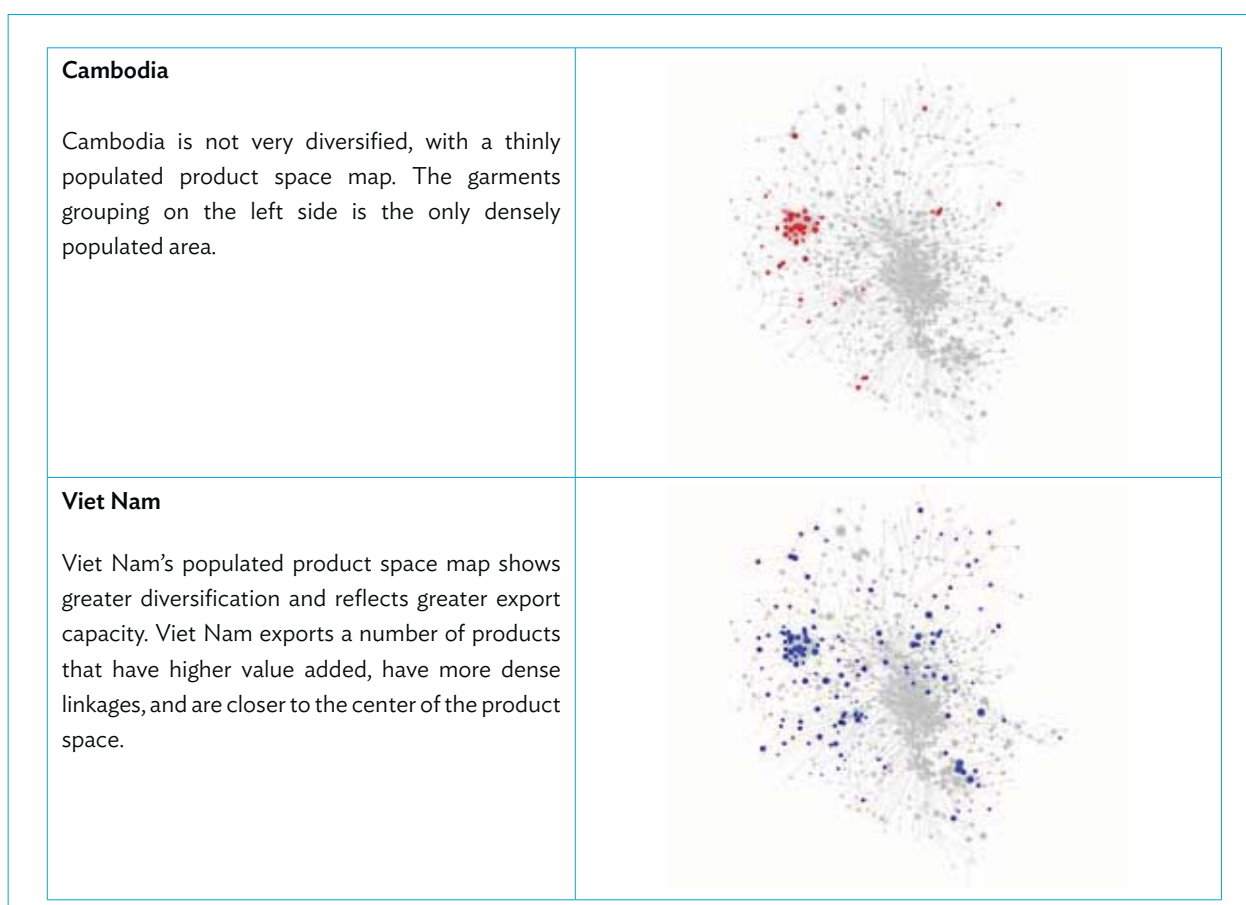 Cambodia
Cambodia is not very diversified, with a thinly
populated product space map. The garments
grouping on the left side is the only densely
populated area.
Viet Nam
Viet Nam’s populated product space map shows
greater diversification and reflects greater export
capacity. Viet Nam exports a number of products
that have higher value added, have more dense
linkages, and are closer to the center of the product
space.